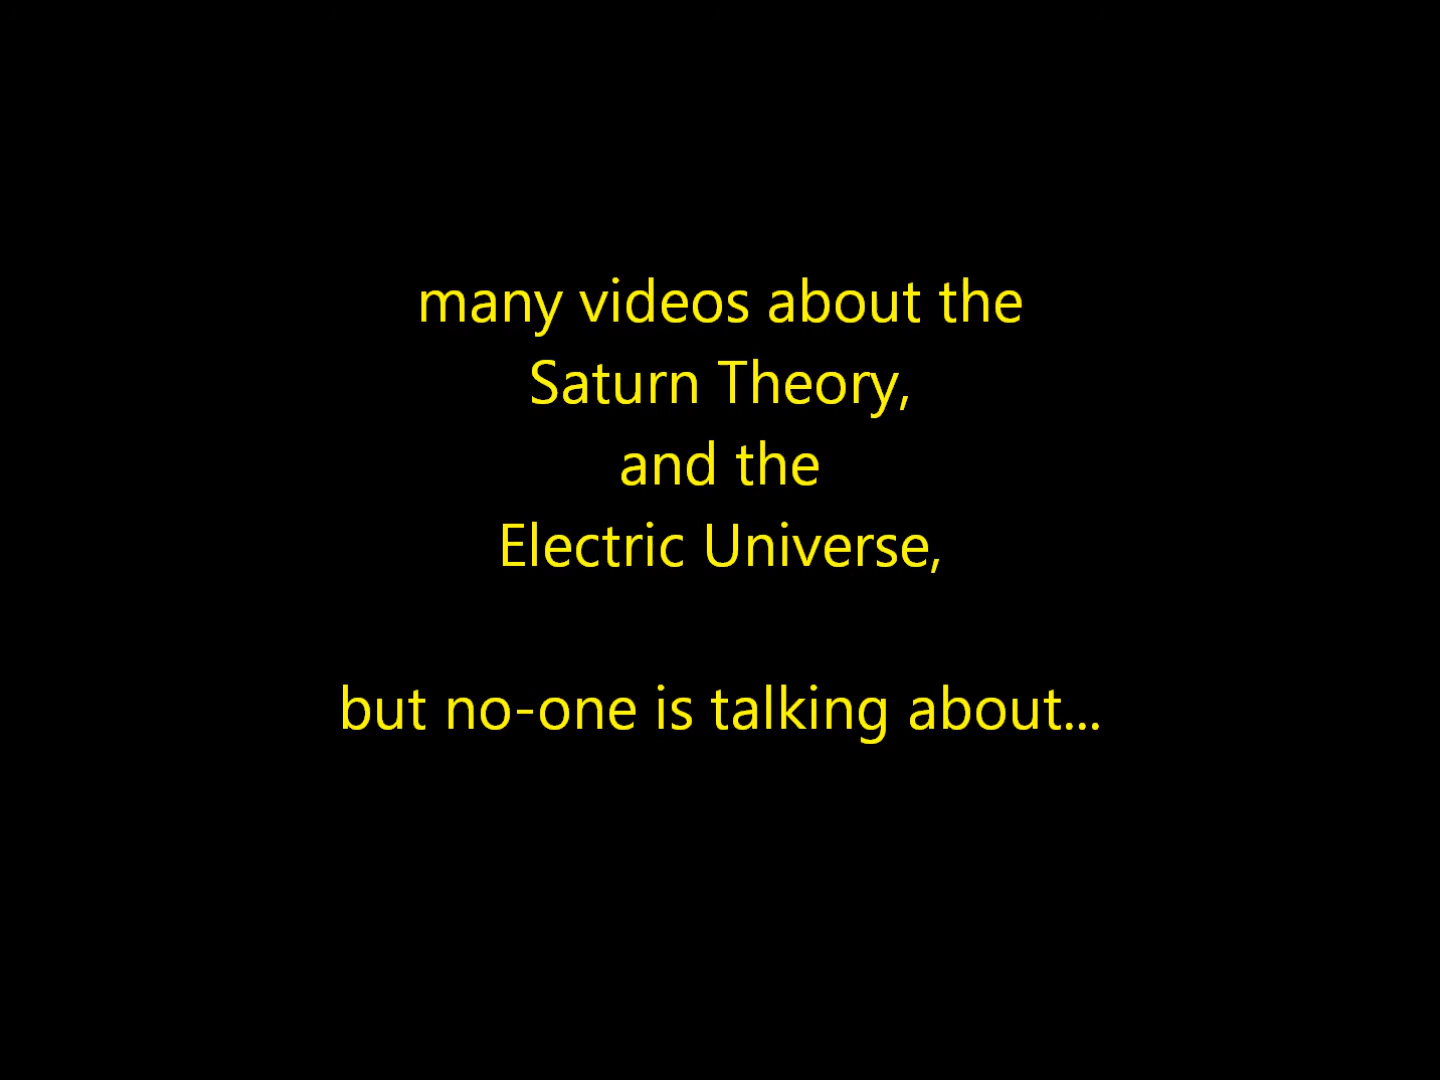 many videos about the
Saturn Theory,
and the
Electric Universe,
but no-one is talking about...